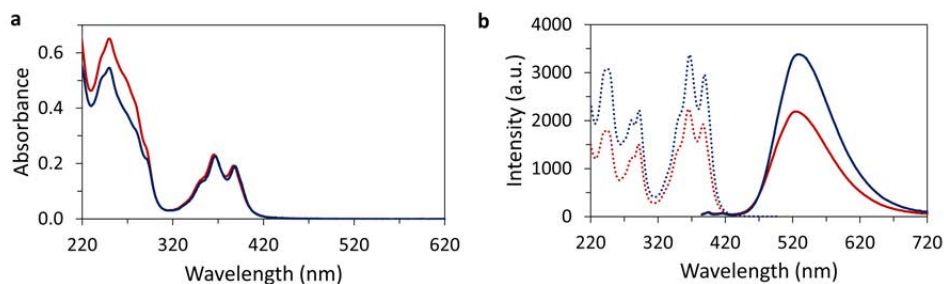 a
0.6
0.4
0.2
0.0
Absorbance
220 320 420 520 620
Wavelength (nm)
b
4000
3000
2000
1000
0
Intensity (a.u.)
220 320 420 520 620 720
Wavelength (nm)